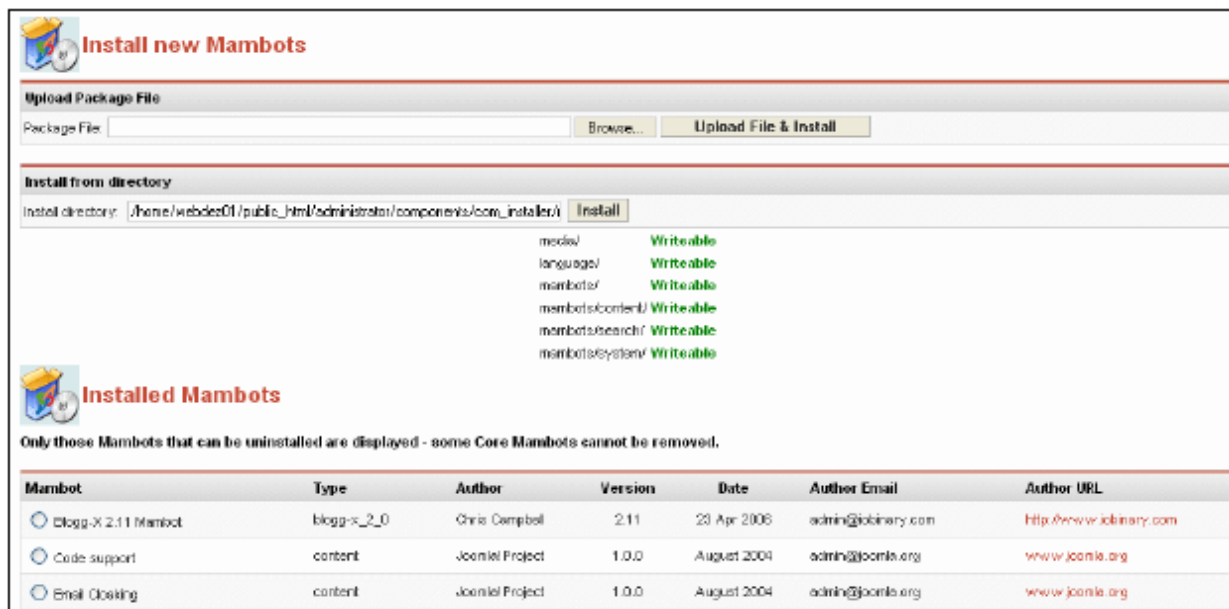 Install new Mambots
Upload Package File
Package File: Browse... Upload File & Install
Install from directory
Install directory: /home/webdez01/public_html/administrator/components/com_installer/ Install
media/ Writeable
language/ Writeable
mambots/ Writeable
mambots/content/ Writeable
mambots/search/ Writeable
mambots/system/ Writeable
Installed Mambots
Only those Mambots that can be uninstalled are displayed - some Core Mambots cannot be removed.
Mambot Type Author Version Date Author Email Author URL
Blogg-X 2.11 Mambot blogg-x_2_0 Chris Campbell 2.11 23 Apr 2006 admin@iobinary.com http://www.iobinary.com
Code support content Joomla! Project 1.0.0 August 2004 admin@joomla.org www.joomla.org
Email Cloaking content Joomla! Project 1.0.0 August 2004 admin@joomla.org www.joomla.org